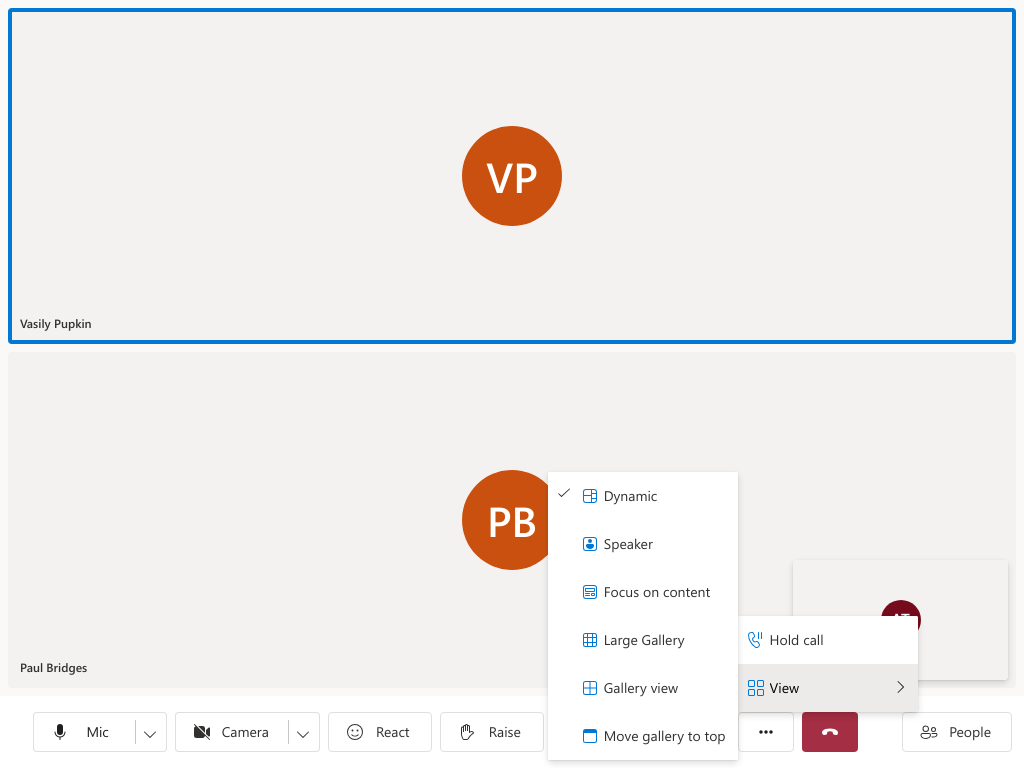 VP
Vasily Pupkin
PB
Paul Bridges
Dynamic
Speaker
Focus on content
Large Gallery
Gallery view
Move gallery to top
Hold call
View
Mic
Camera
React
Raise
People